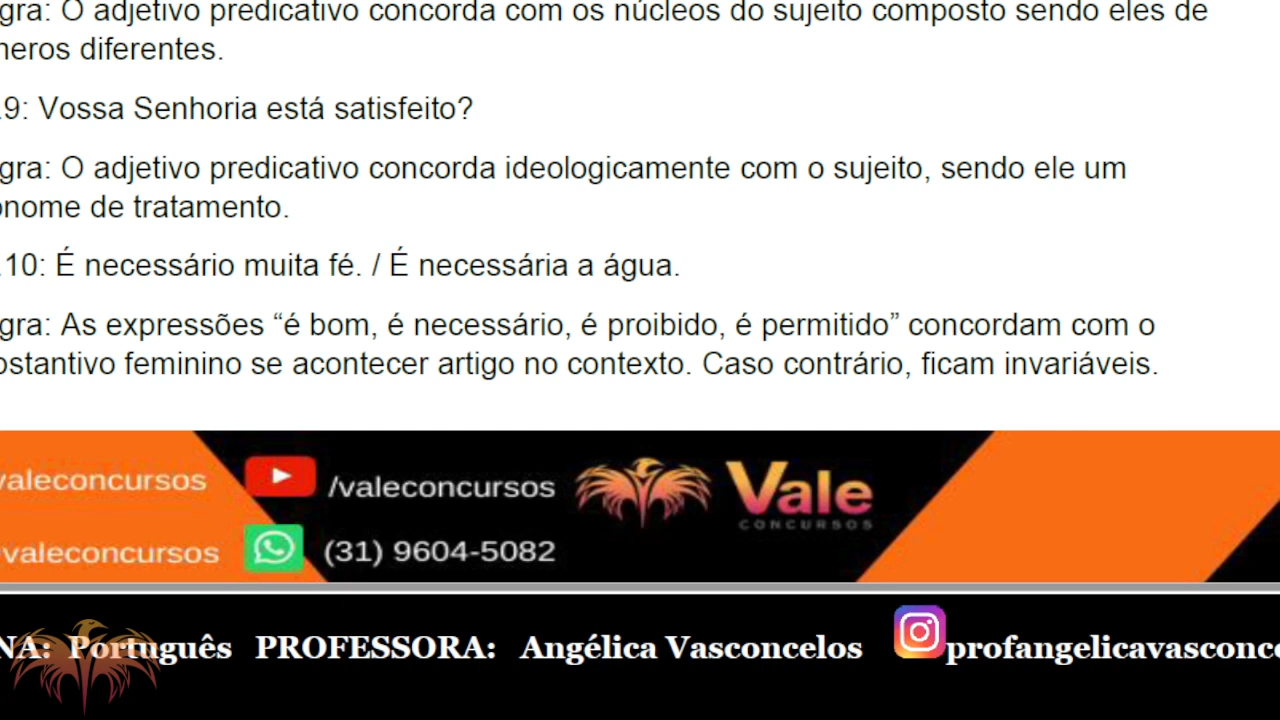 gra: O adjetivo predicativo concorda com os núcleos do sujeito composto sendo eles de
neros diferentes.
.9: Vossa Senhoria está satisfeito?
gra: O adjetivo predicativo concorda ideologicamente com o sujeito, sendo ele um
onome de tratamento.
.10: É necessário muita fé. / É necessária a água.
gra: As expressões “é bom, é necessário, é proibido, é permitido” concordam com o
bstantivo feminino se acontecer artigo no contexto. Caso contrário, ficam invariáveis.
valeconcursos
/valeconcursos
Vale
CONCURSOS
valeconcursos
(31) 9604-5082
NA: Português PROFESSORA: Angélica Vasconcelos profangelicavasconce